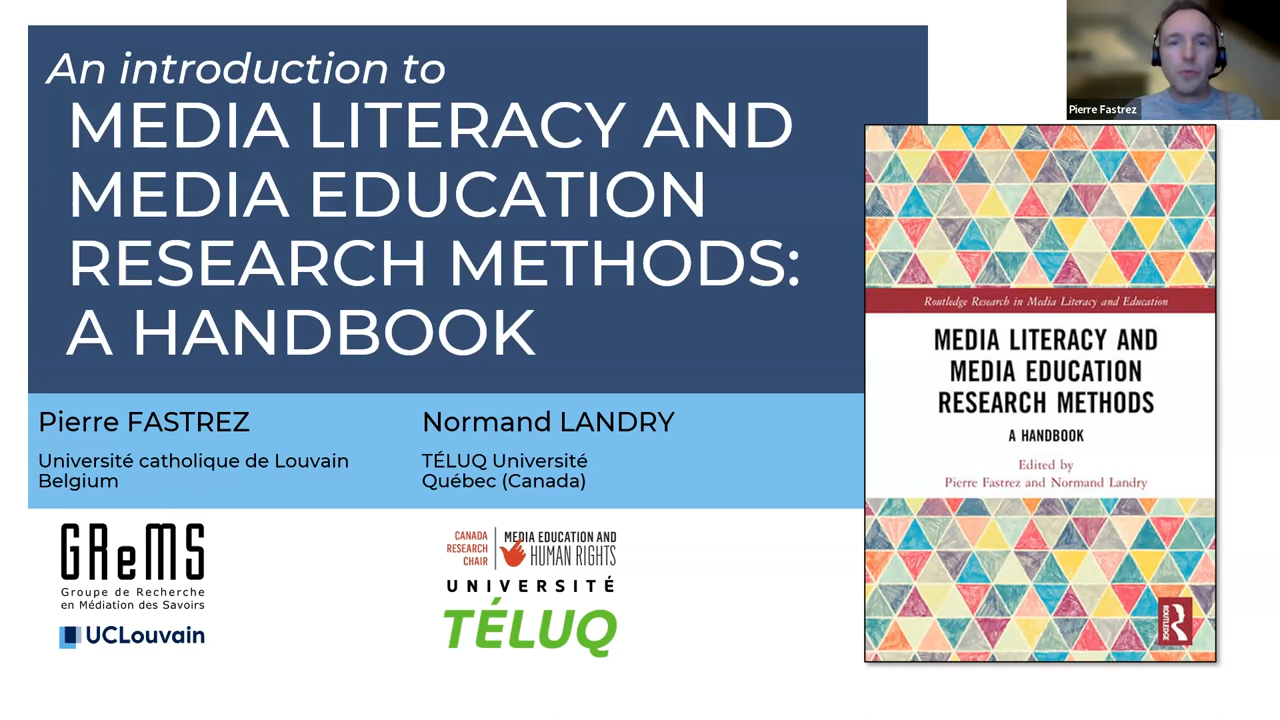 An introduction to
MEDIA LITERACY AND
MEDIA EDUCATION
RESEARCH METHODS:
A HANDBOOK
Pierre FASTREZ
Université catholique de Louvain
Belgium
Normand LANDRY
TÉLUQ Université
Québec (Canada)
GReMS
Groupe de Recherche
en Médiation des Savoirs
UCLouvain
CANADA
RESEARCH
CHAIR
MEDIA EDUCATION AND
HUMAN RIGHTS
UNIVERSITÉ
TÉLUQ
Pierre Fastrez
Routledge Research in Media Literacy and Education
MEDIA LITERACY AND
MEDIA EDUCATION
RESEARCH METHODS
A HANDBOOK
Edited by
Pierre Fastrez and Normand Landry
ROUTLEDGE